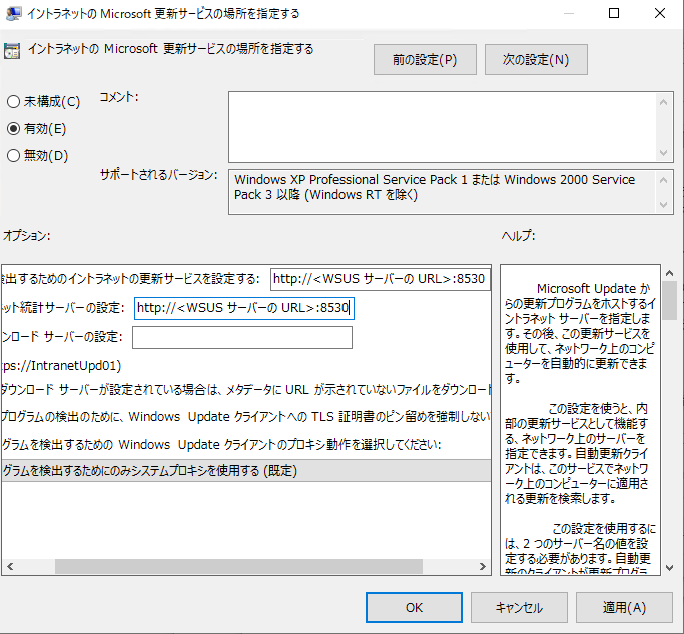 イントラネットの Microsoft 更新サービスの場所を指定する
イントラネットの Microsoft 更新サービスの場所を指定する
前の設定(P)
次の設定(N)
未構成(C)
コメント:
有効(E)
無効(D)
サポートされるバージョン:
Windows XP Professional Service Pack 1 または Windows 2000 Service
Pack 3 以降 (Windows RT を除く)
オプション:
ヘルプ:
出するためのイントラネットの更新サービスを設定する:
http://<WSUS サーバーの URL>:8530
ット統計サーバーの設定:
http://<WSUS サーバーの URL>:8530
ンロード サーバーの設定:
ps://IntranetUpd01)
ダウンロード サーバーが設定されている場合は、メタデータに URL が示されていないファイルをダウンロー
プログラムの検出のために、Windows Update クライアントへの TLS 証明書のピン留めを強制しない
グラムを検出するための Windows Update クライアントのプロキシ動作を選択してください:
グラムを検出するためにのみシステムプロキシを使用する (既定)
Microsoft Update か
らの更新プログラムをホストするイ
ントラネット サーバーを指定しま
す。その後、この更新サービスを
使用して、ネットワーク上のコンピ
ューターを自動的に更新できま
す。
この設定を使うと、内
部の更新サービスとして機能す
る、ネットワーク上のサーバーを
指定できます。自動更新クライ
アントは、このサービスでネットワ
ーク上のコンピューターに適用さ
れる更新を検索します。
この設定を使用するに
は、2 つのサーバー名の値を設
定する必要があります。自動更
新のクライアントが更新プログラ
OK
キャンセル
適用(A)